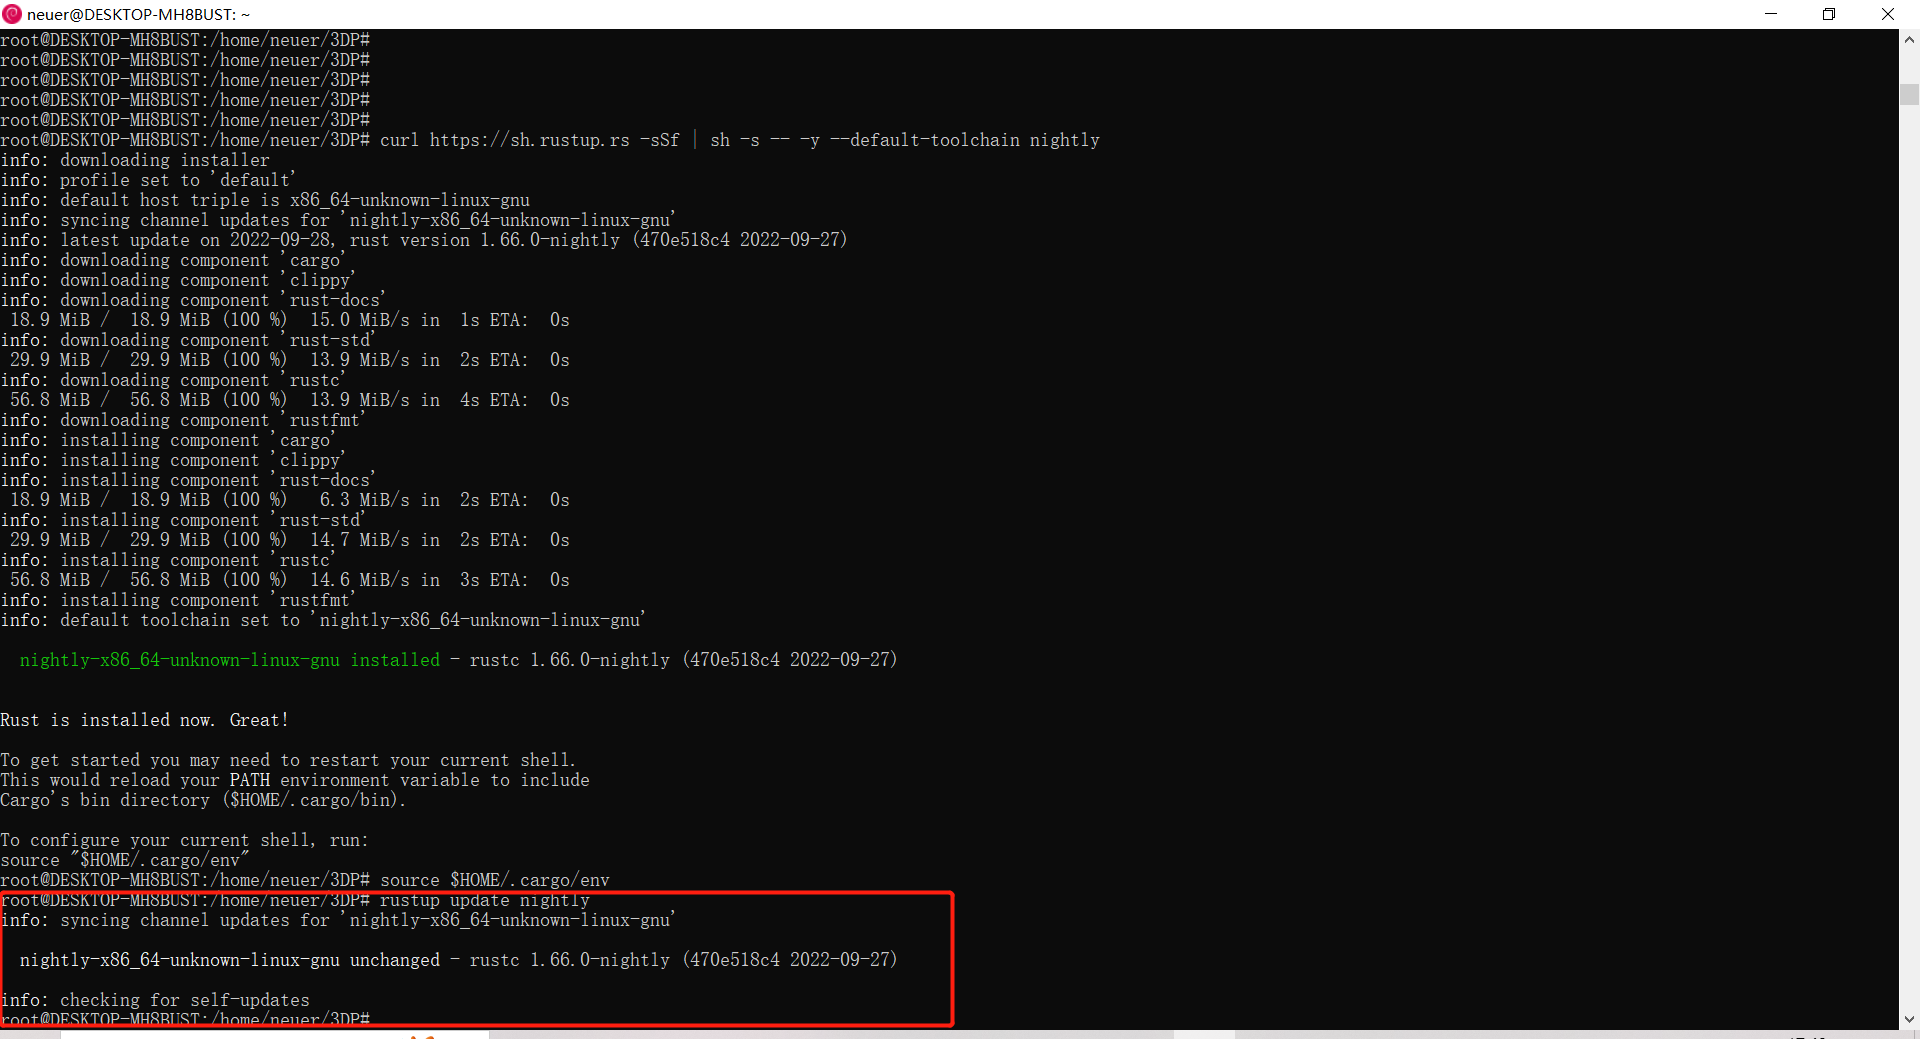 neuer@DESKTOP-MH8BUST: ~
root@DESKTOP-MH8BUST:/home/neuer/3DP#
root@DESKTOP-MH8BUST:/home/neuer/3DP#
root@DESKTOP-MH8BUST:/home/neuer/3DP#
root@DESKTOP-MH8BUST:/home/neuer/3DP#
root@DESKTOP-MH8BUST:/home/neuer/3DP#
root@DESKTOP-MH8BUST:/home/neuer/3DP# curl https://sh.rustup.rs -sSf | sh -s -- -y --default-toolchain nightly
info: downloading installer
info: profile set to 'default'
info: default host triple is x86_64-unknown-linux-gnu
info: syncing channel updates for 'nightly-x86_64-unknown-linux-gnu'
info: latest update on 2022-09-28, rust version 1.66.0-nightly (470e518c4 2022-09-27)
info: downloading component 'cargo'
info: downloading component 'clippy'
info: downloading component 'rust-docs'
 18.9 MiB /  18.9 MiB (100 %)  15.0 MiB/s in  1s ETA:  0s
info: downloading component 'rust-std'
 29.9 MiB /  29.9 MiB (100 %)  13.9 MiB/s in  2s ETA:  0s
info: downloading component 'rustc'
 56.8 MiB /  56.8 MiB (100 %)  13.9 MiB/s in  4s ETA:  0s
info: downloading component 'rustfmt'
info: installing component 'cargo'
info: installing component 'clippy'
info: installing component 'rust-docs'
 18.9 MiB /  18.9 MiB (100 %)   6.3 MiB/s in  2s ETA:  0s
info: installing component 'rust-std'
 29.9 MiB /  29.9 MiB (100 %)  14.7 MiB/s in  2s ETA:  0s
info: installing component 'rustc'
 56.8 MiB /  56.8 MiB (100 %)  14.6 MiB/s in  3s ETA:  0s
info: installing component 'rustfmt'
info: default toolchain set to 'nightly-x86_64-unknown-linux-gnu'
  nightly-x86_64-unknown-linux-gnu installed - rustc 1.66.0-nightly (470e518c4 2022-09-27)
Rust is installed now. Great!
To get started you may need to restart your current shell.
This would reload your PATH environment variable to include
Cargo's bin directory ($HOME/.cargo/bin).
To configure your current shell, run:
source "$HOME/.cargo/env"
root@DESKTOP-MH8BUST:/home/neuer/3DP# source $HOME/.cargo/env
root@DESKTOP-MH8BUST:/home/neuer/3DP# rustup update nightly
info: syncing channel updates for 'nightly-x86_64-unknown-linux-gnu'
  nightly-x86_64-unknown-linux-gnu unchanged - rustc 1.66.0-nightly (470e518c4 2022-09-27)
info: checking for self-updates
root@DESKTOP-MH8BUST:/home/neuer/3DP#